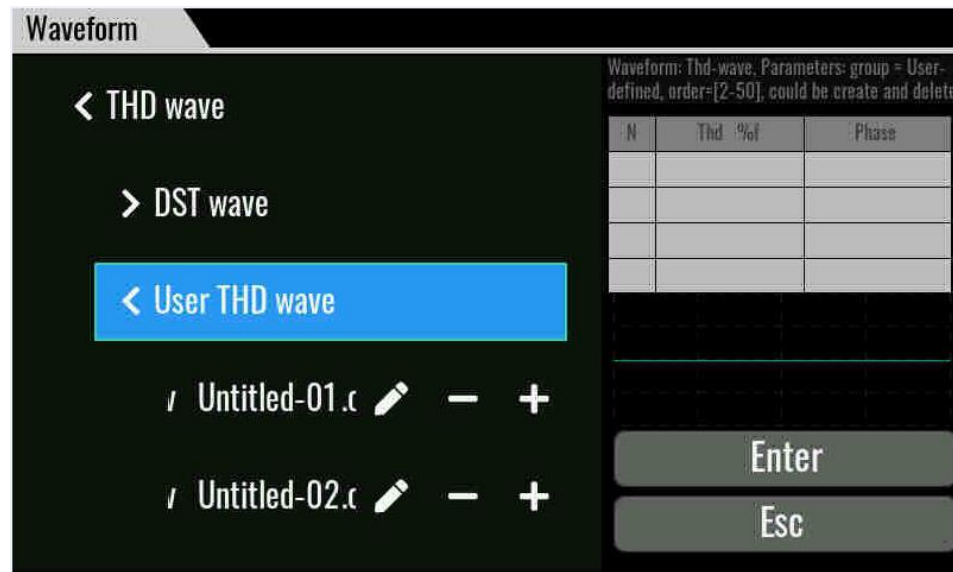 Waveform
< THD wave
> DST wave
< User THD wave
Untitled-01.c
Untitled-02.c
Waveform: Thd-wave, Parameters: group = User-
defined, order=[2-50], could be create and delete
N Thd %f Phase
Enter
Esc